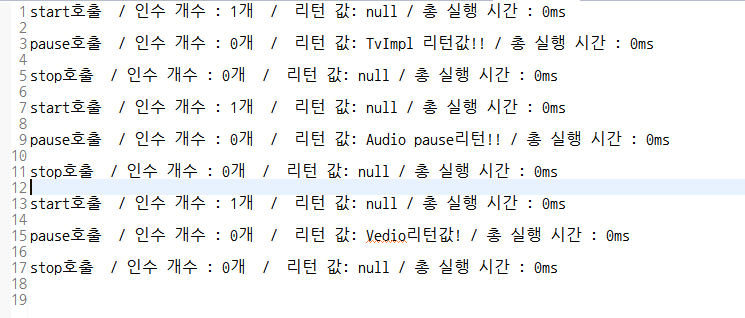 1 start호출  / 인수 개수 : 1개  /  리턴 값: null / 총 실행 시간 : 0ms
2
3 pause호출  / 인수 개수 : 0개  /  리턴 값: TvImpl 리턴값!! / 총 실행 시간 : 0ms
4
5 stop호출  / 인수 개수 : 0개  /  리턴 값: null / 총 실행 시간 : 0ms
6
7 start호출  / 인수 개수 : 1개  /  리턴 값: null / 총 실행 시간 : 0ms
8
9 pause호출  / 인수 개수 : 0개  /  리턴 값: Audio pause리턴!! / 총 실행 시간 : 0ms
10
11 stop호출  / 인수 개수 : 0개  /  리턴 값: null / 총 실행 시간 : 0ms
12
13 start호출  / 인수 개수 : 1개  /  리턴 값: null / 총 실행 시간 : 0ms
14
15 pause호출  / 인수 개수 : 0개  /  리턴 값: Vedio리턴값! / 총 실행 시간 : 0ms
16
17 stop호출  / 인수 개수 : 0개  /  리턴 값: null / 총 실행 시간 : 0ms
18
19